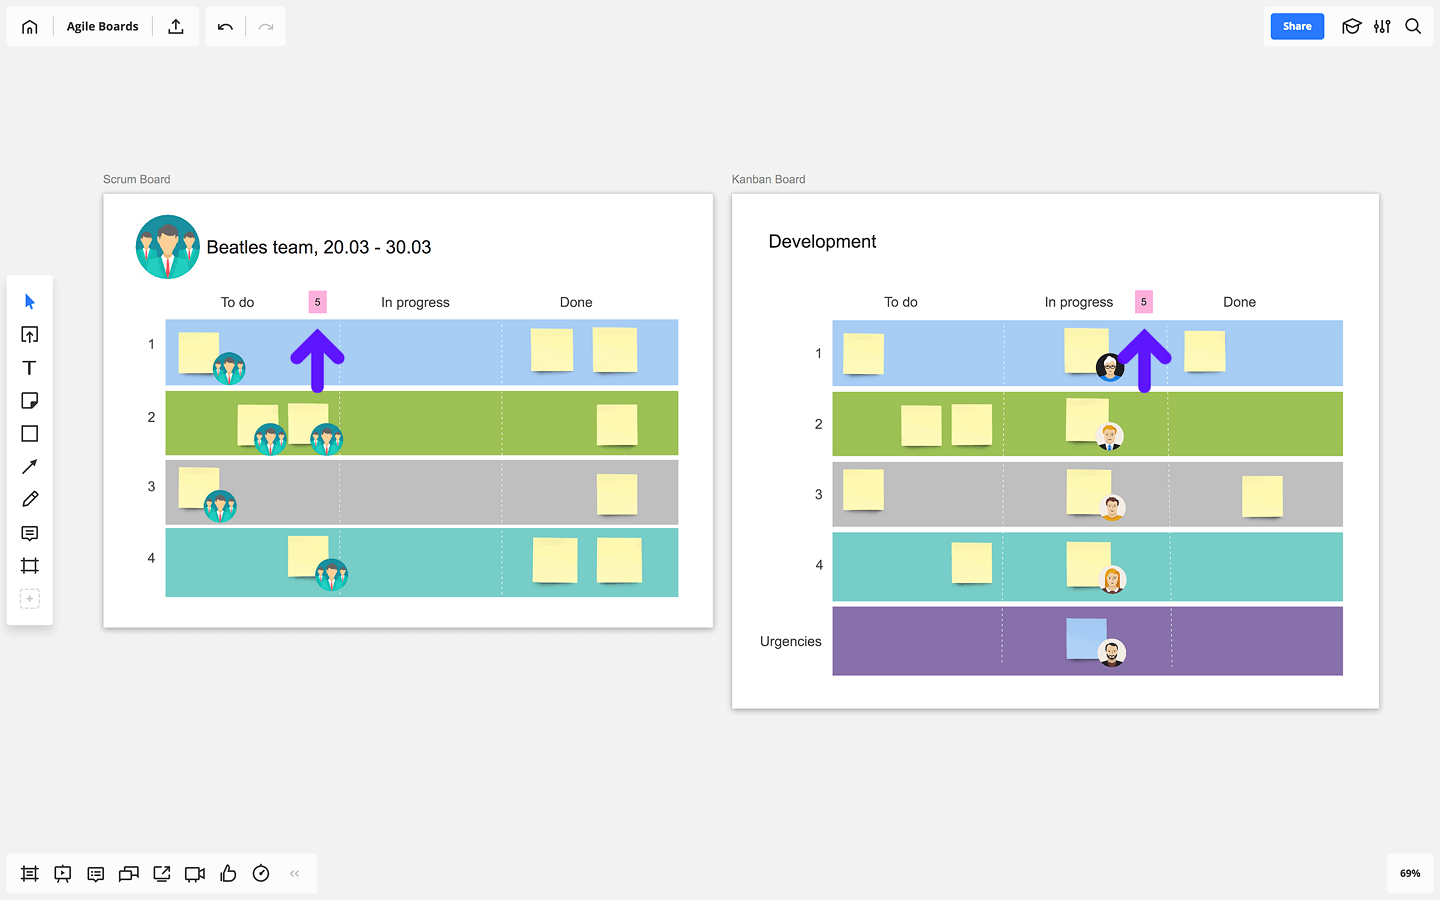 Agile Boards
Share
Scrum Board
Beatles team, 20.03 - 30.03
To do 5 In progress Done
1
2
3
4
Kanban Board
Development
To do In progress 5 Done
1
2
3
4
Urgencies
69%